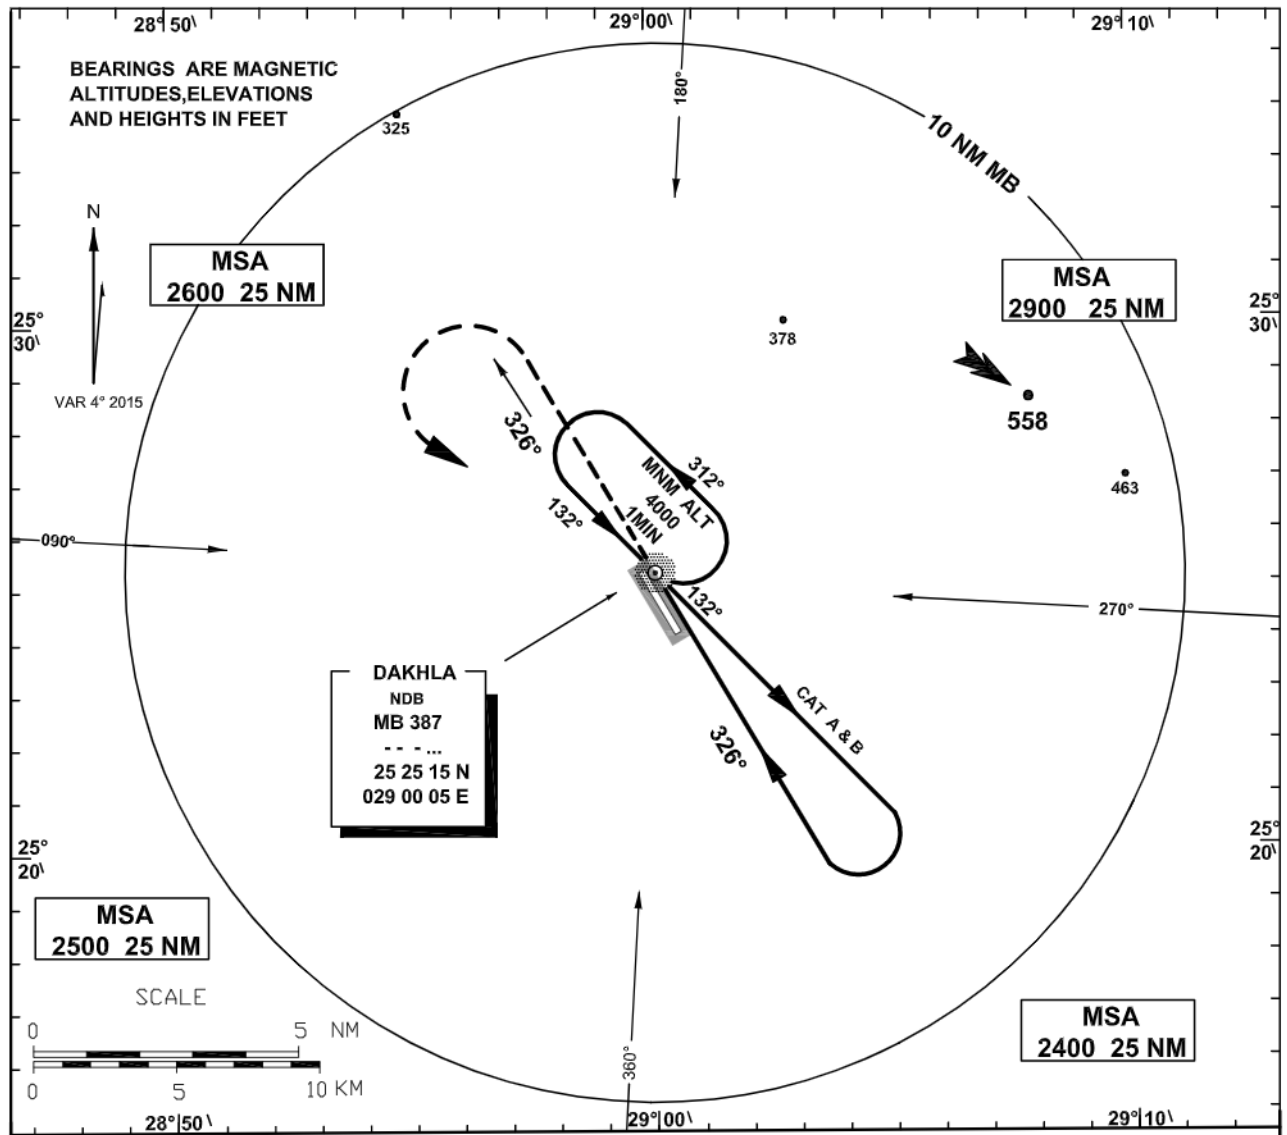 28°50\
29°00\
29°10\
BEARINGS ARE MAGNETIC
ALTITUDES,ELEVATIONS
AND HEIGHTS IN FEET
180°
325
10 NM MB
N
MSA
2600 25 NM
MSA
2900 25 NM
25°
30\
25°
30\
378
VAR 4° 2015
558
326°
463
312°
MNM ALT
4000
1MIN
132°
090°
132°
270°
DAKHLA
NDB
MB 387
- - - ...
25 25 15 N
029 00 05 E
CAT A & B
326°
25°
20\
25°
20\
MSA
2500 25 NM
SCALE
0 5 NM
0 5 10 KM
360°
MSA
2400 25 NM
28°50\
29°00\
29°10\